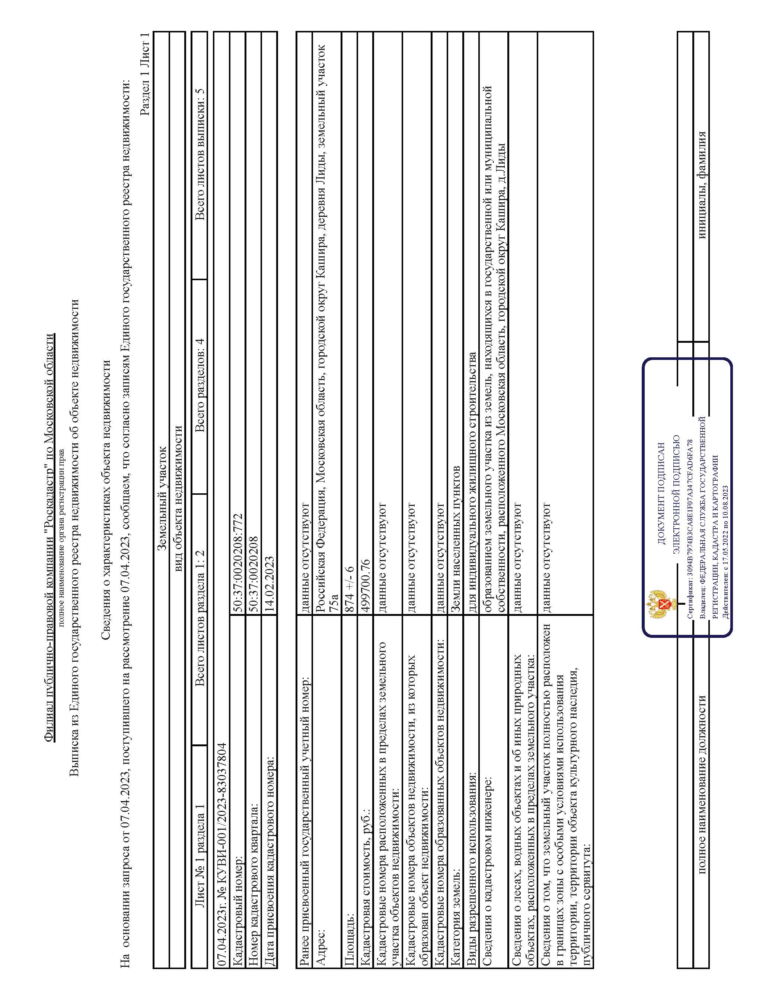 Филиал публично-правовой компании "Роскадастр" по Московской области
полное наименование органа регистрации прав
Выписка из Единого государственного реестра недвижимости об объекте недвижимости
Сведения о характеристиках объекта недвижимости
На основании запроса от 07.04.2023, поступившего на рассмотрение 07.04.2023, сообщаем, что согласно записям Единого государственного реестра недвижимости:
Раздел 1 Лист 1
Земельный участок
вид объекта недвижимости
Лист № 1 раздела 1 Всего листов раздела 1: 2 Всего разделов: 4 Всего листов выписки: 5
07.04.2023г. № КУВИ-001/2023-83037804
Кадастровый номер: 50:37:0020208:772
Номер кадастрового квартала: 50:37:0020208
Дата присвоения кадастрового номера: 14.02.2023
Ранее присвоенный государственный учетный номер: данные отсутствуют
Адрес: Российская Федерация, Московская область, городской округ Кашира, деревня Лиды, земельный участок
75а
Площадь: 874 +/- 6
Кадастровая стоимость, руб.: 499700.76
Кадастровые номера расположенных в пределах земельного
участка объектов недвижимости: данные отсутствуют
Кадастровые номера объектов недвижимости, из которых
образован объект недвижимости: данные отсутствуют
Кадастровые номера образованных объектов недвижимости: данные отсутствуют
Категория земель: Земли населенных пунктов
Виды разрешенного использования: для индивидуального жилищного строительства
Сведения о кадастровом инженере: образованием земельного участка из земель, находящихся в государственной или муниципальной
собственности, расположенного Московская область, городской округ Кашира, д.Лиды
Сведения о лесах, водных объектах и об иных природных
объектах, расположенных в пределах земельного участка: данные отсутствуют
Сведения о том, что земельный участок полностью расположен
в границах зоны с особыми условиями использования
территории, территории объекта культурного наследия,
публичного сервитута: данные отсутствуют
ДОКУМЕНТ ПОДПИСАН
ЭЛЕКТРОННОЙ ПОДПИСЬЮ
Сертификат: 3094B7974B3CA8E1F07A347CFAD6FA78
Владелец: ФЕДЕРАЛЬНАЯ СЛУЖБА ГОСУДАРСТВЕННОЙ
РЕГИСТРАЦИИ, КАДАСТРА И КАРТОГРАФИИ
Действителен: с 17.05.2022 по 10.08.2023
полное наименование должности инициалы, фамилия